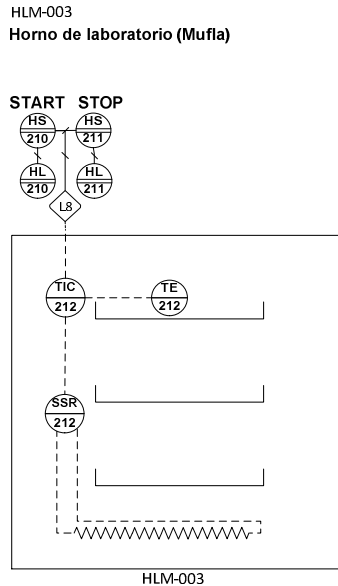 HLM-003
Horno de laboratorio (Mufla)
START STOP
HS HS
210 211
HL HL
210 211
L8
TIC TE
212 212
SSR
212
HLM-003